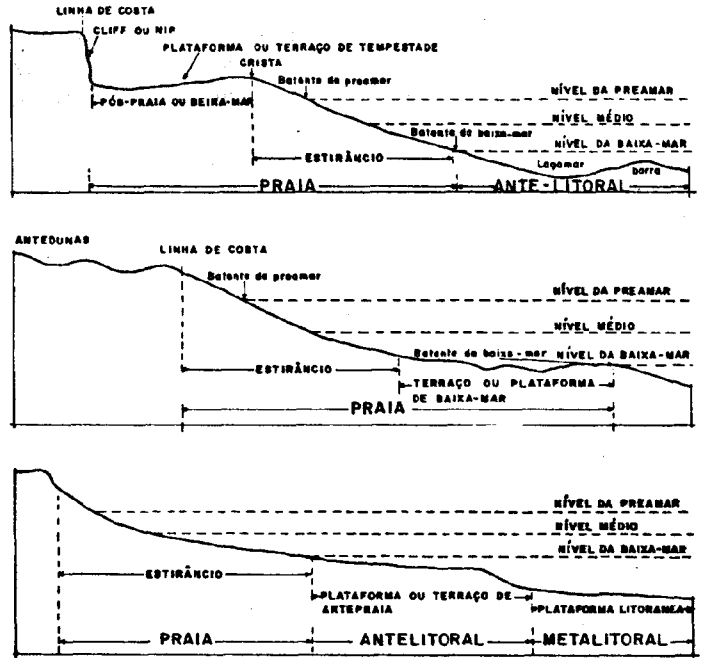 LINHA DE COSTA
CLIFF OU NIP
PLATAFORMA OU TERRAÇO DE TEMPESTADE
CRISTA
Batente de preamar
NÍVEL DA PREAMAR
PÓS-PRAIA OU BEIXA-MAR
NÍVEL MÉDIO
Batente de baixa-mar
NÍVEL DA BAIXA-MAR
ESTIRÂNCIO
Lagamar
barra
PRAIA
ANTE-LITORAL
ANTEDUNAS
LINHA DE COSTA
Batente de preamar
NÍVEL DA PREAMAR
NÍVEL MÉDIO
Batente da baixa-mar
NÍVEL DA BAIXA-MAR
ESTIRÂNCIO
TERRAÇO OU PLATAFORMA
DE BAIXA-MAR
PRAIA
NÍVEL DA PREAMAR
NÍVEL MÉDIO
NÍVEL DA BAIXA-MAR
ESTIRÂNCIO
PLATAFORMA OU TERRAÇO DE
ANTEPRAIA
PLATAFORMA LITORANEA
PRAIA
ANTELITORAL
METALITORAL